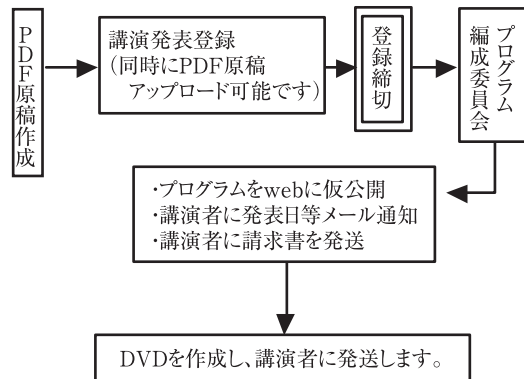 PDF原稿作成
講演発表登録
(同時にPDF原稿
アップロード可能です)
登録締切
プログラム
編成委員会
・プログラムをwebに仮公開
・講演者に発表日等メール通知
・講演者に請求書を発送
DVDを作成し、講演者に発送します。